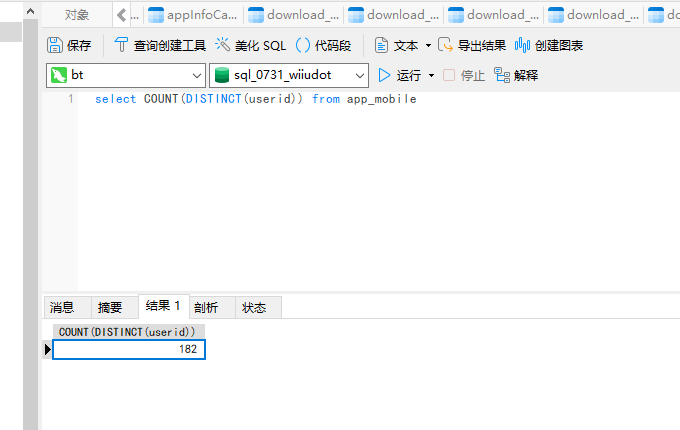 对象 ... appInfoCa... download_... download_... download_... download_... do
保存 查询创建工具 美化 SQL () 代码段 文本 导出结果 创建图表
bt sql_0731_wiiudot 运行 停止 解释
1 select COUNT(DISTINCT(userid)) from app_mobile
消息 摘要 结果 1 剖析 状态
COUNT(DISTINCT(userid))
182